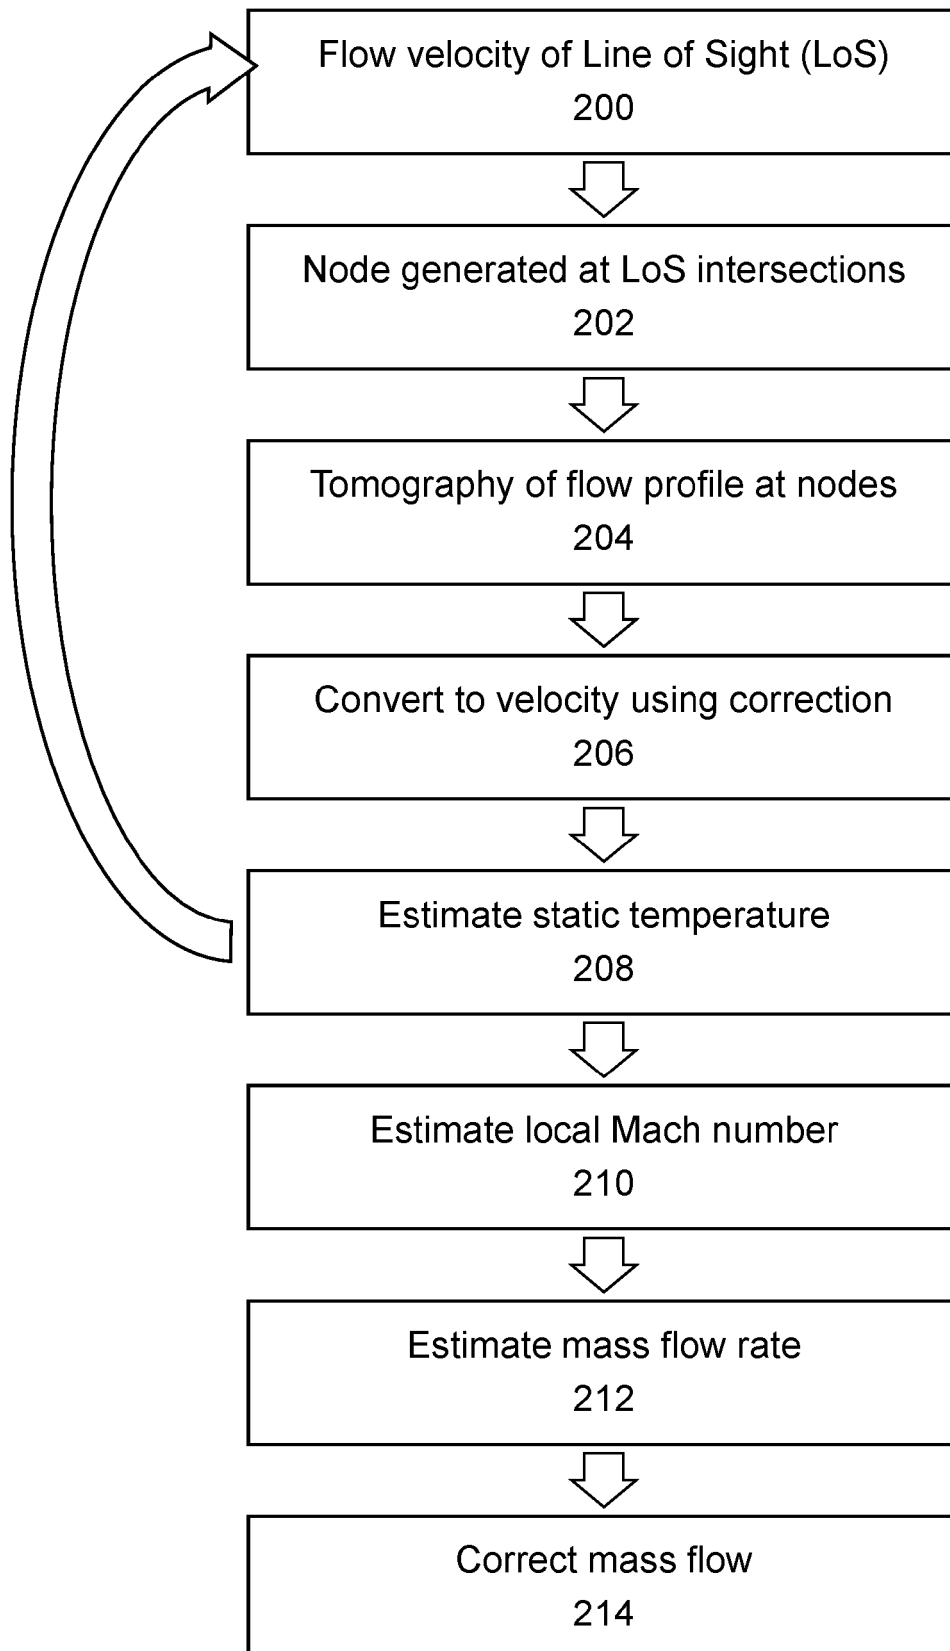 Flow velocity of Line of Sight (LoS)
200
Node generated at LoS intersections
202
Tomography of flow profile at nodes
204
Convert to velocity using correction
206
Estimate static temperature
208
Estimate local Mach number
210
Estimate mass flow rate
212
Correct mass flow
214